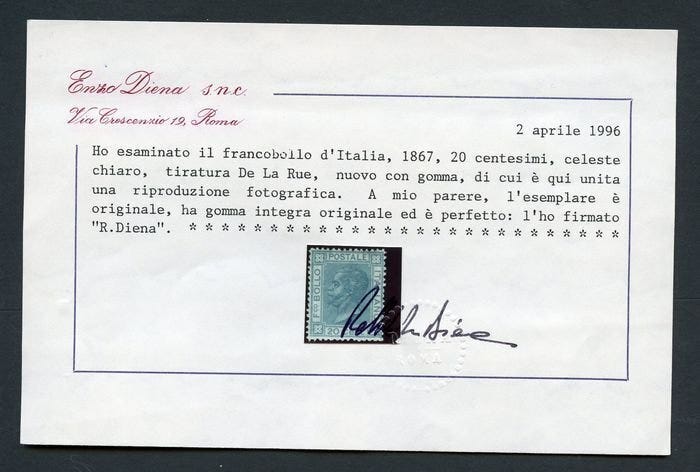 Enzo Diena s.n.c.
Via Crescenzio 19, Roma
2 aprile 1996
Ho esaminato il francobollo d'Italia, 1867, 20 centesimi, celeste
chiaro, tiratura De La Rue, nuovo con gomma, di cui è qui unita
una riproduzione fotografica. A mio parere, l'esemplare è
originale, ha gomma integra originale ed è perfetto: l'ho firmato
"R.Diena". * * * * * * * * * * * * * * * * * * * * * * * * * * *
POSTALE
BOLLO
20